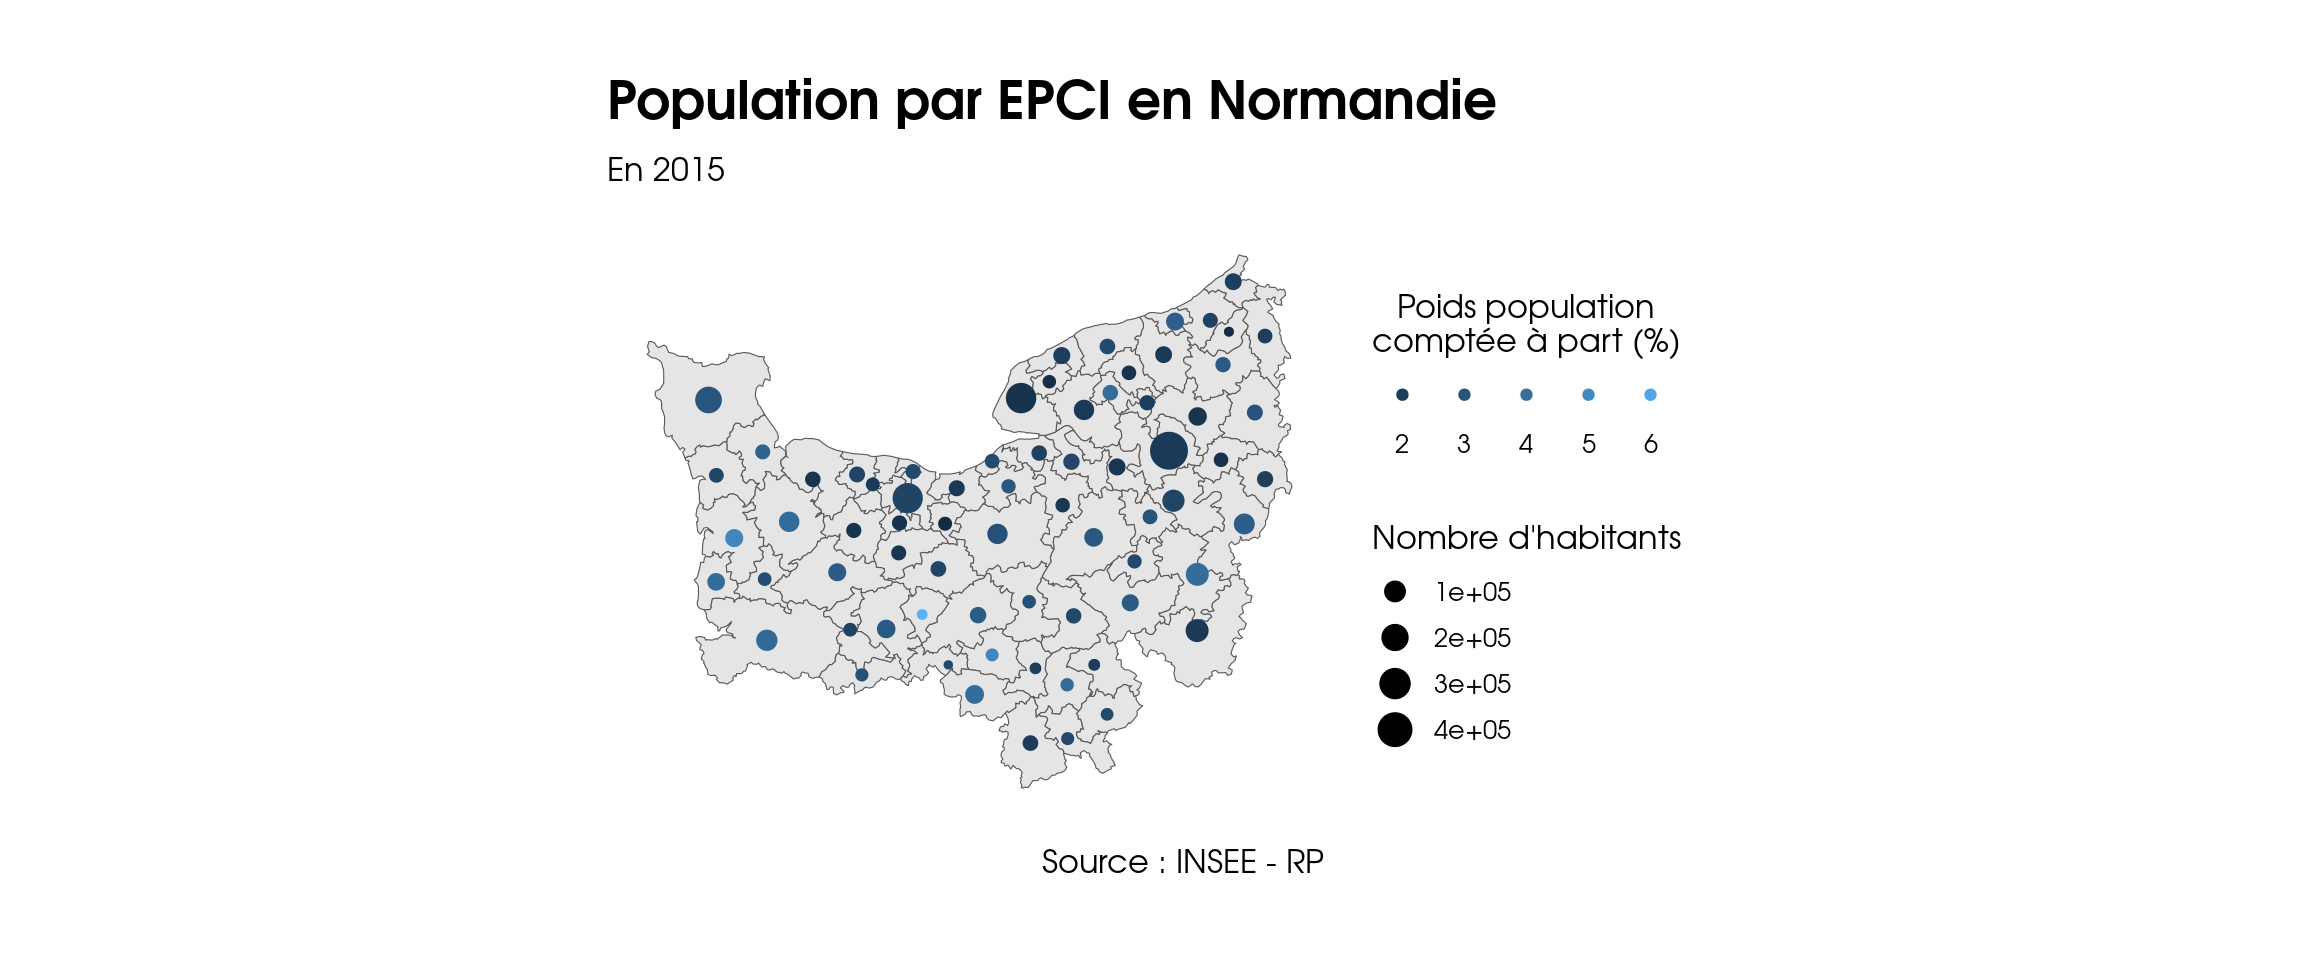 Population par EPCI en Normandie
En 2015
Poids population
comptée à part (%)
2 3 4 5 6
Nombre d'habitants
1e+05
2e+05
3e+05
4e+05
Source : INSEE - RP